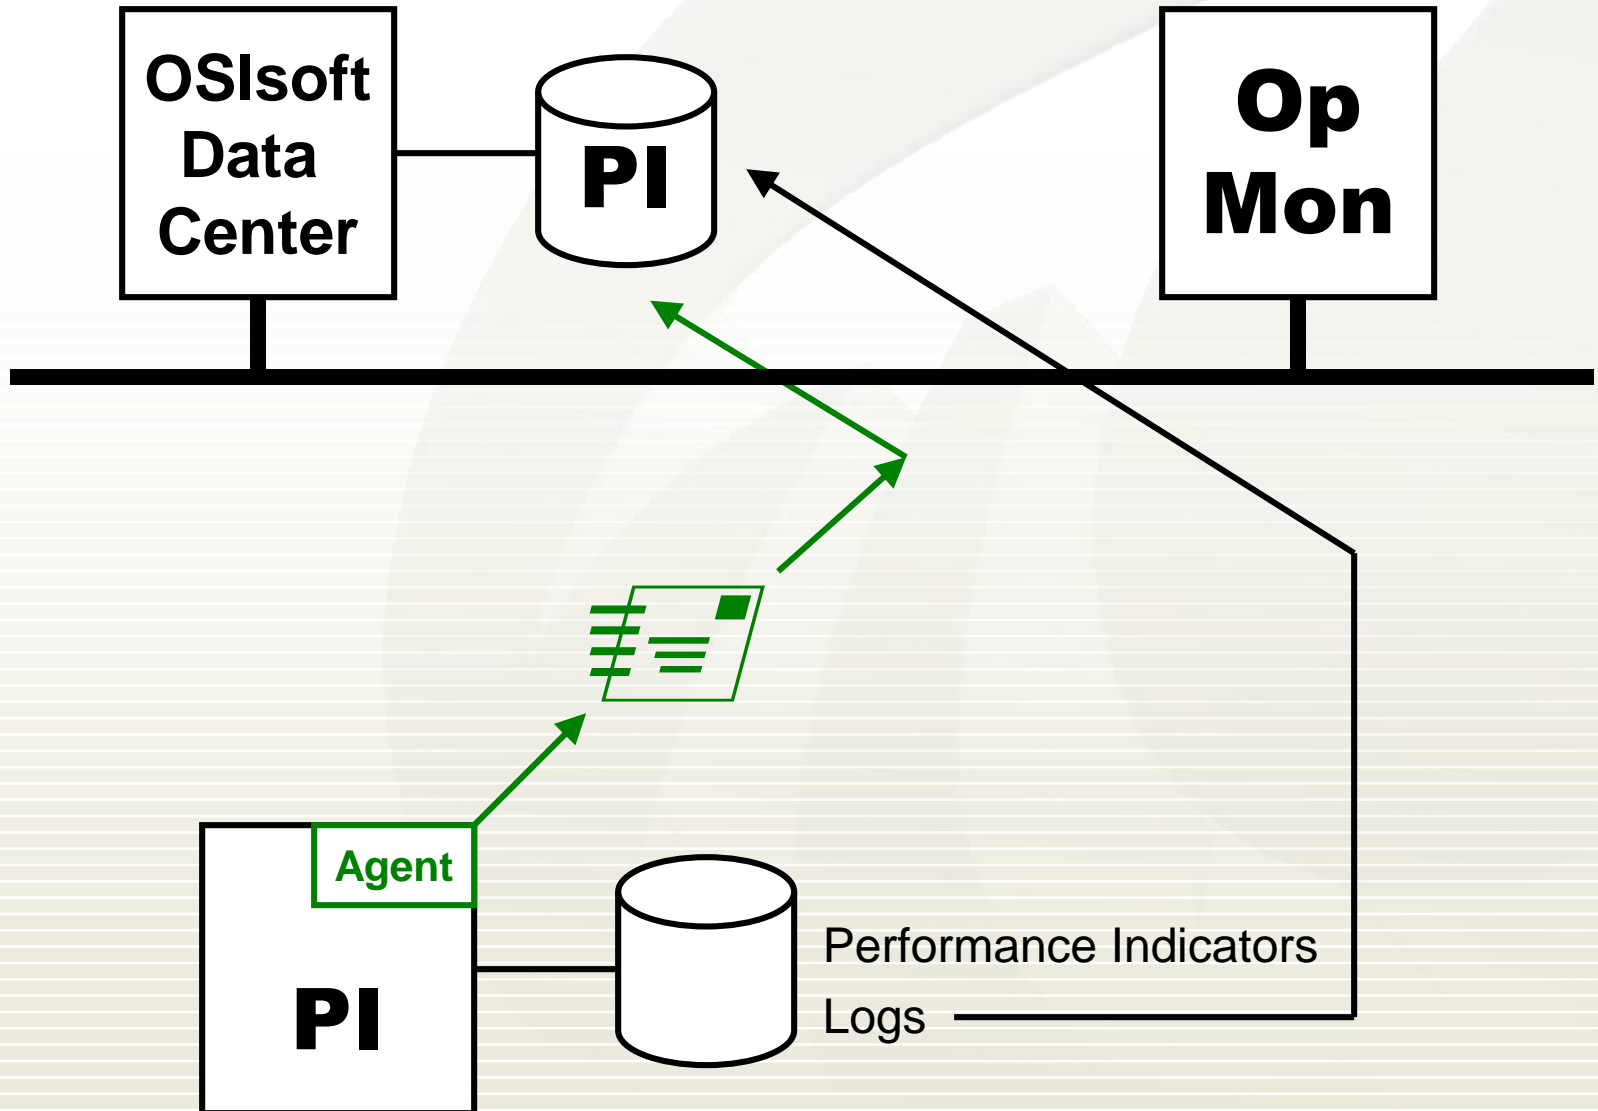 OSIsoft
Data
Center
PI
Op
Mon
Agent
PI
Performance Indicators
Logs